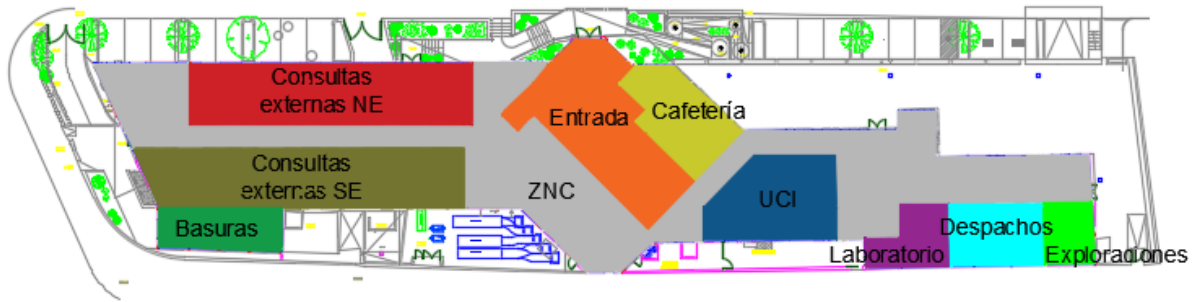 Consultas
externas NE
Entrada
Cafetería
Consultas
externas SE
ZNC
UCI
Basuras
Despachos
Laboratorio
Exploraciones